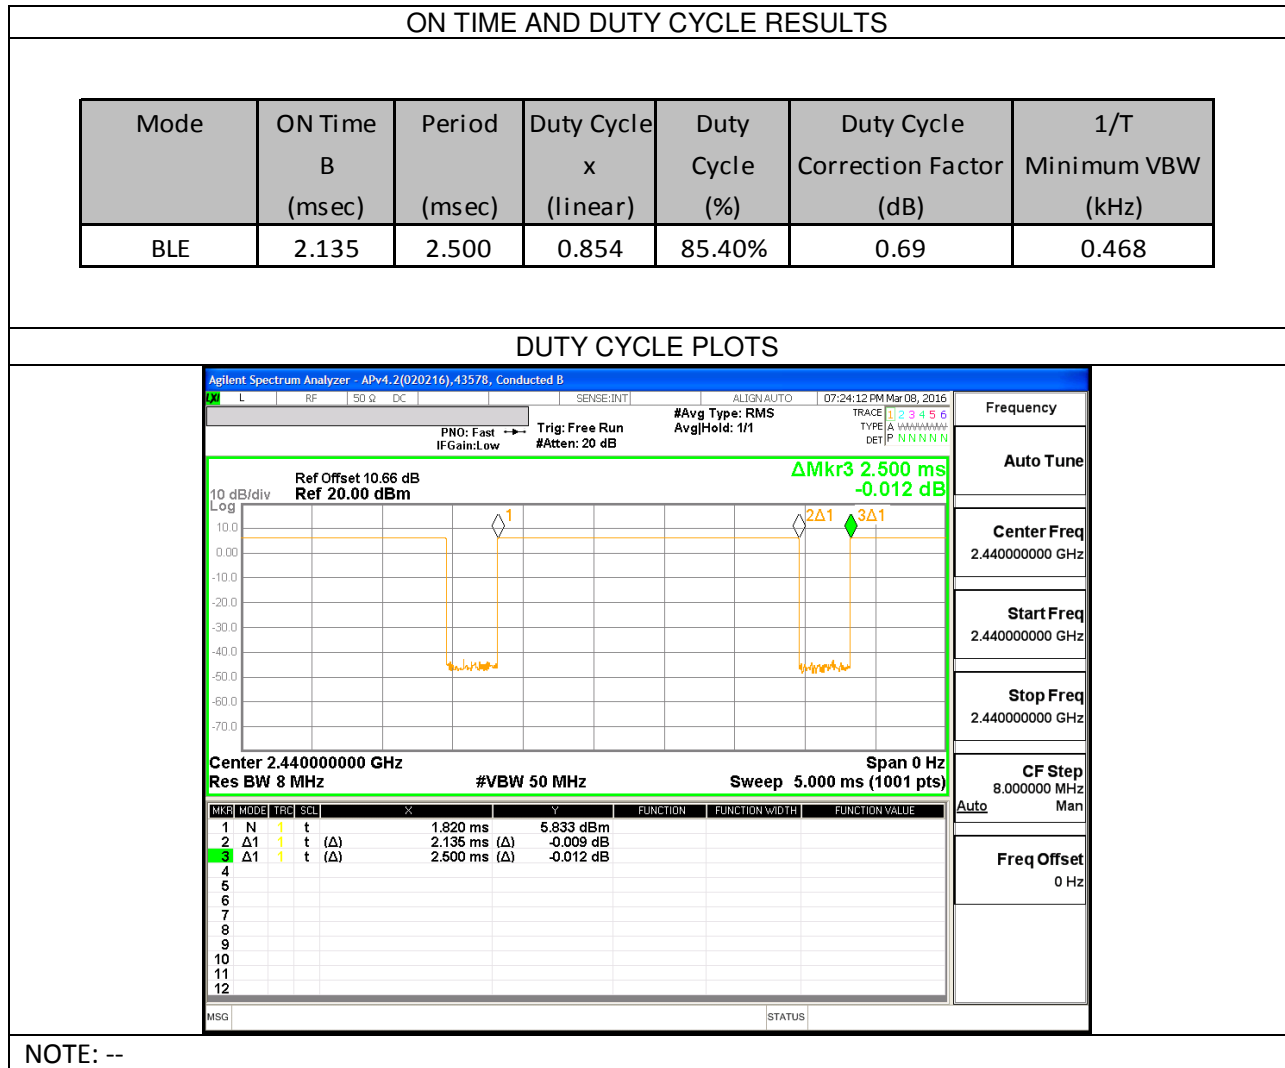 ON TIME AND DUTY CYCLE RESULTS
Mode ON Time Period Duty Cycle Duty Duty Cycle 1/T
B x Cycle Correction Factor Minimum VBW
(msec) (msec) (linear) (%) (dB) (kHz)
BLE 2.135 2.500 0.854 85.40% 0.69 0.468
DUTY CYCLE PLOTS
Agilent Spectrum Analyzer - APv4.2(020216),43578, Conducted B
LXI L RF 50 Ω DC SENSE:INT ALIGN AUTO 07:24:12 PM Mar 08, 2016
#Avg Type: RMS TRACE 1 2 3 4 5 6
PNO: Fast Trig: Free Run Avg|Hold: 1/1 TYPE A WWWWW
IFGain:Low #Atten: 20 dB DET P N N N N N
ΔMkr3 2.500 ms
-0.012 dB
Ref Offset 10.66 dB
10 dB/div Ref 20.00 dBm
Log
1 2Δ1 3Δ1
10.0
0.00
-10.0
-20.0
-30.0
-40.0
-50.0
-60.0
-70.0
Center 2.440000000 GHz Span 0 Hz
Res BW 8 MHz #VBW 50 MHz Sweep 5.000 ms (1001 pts)
MKR MODE TRC SCL X Y FUNCTION FUNCTION WIDTH FUNCTION VALUE
1 N 1 t 1.820 ms 5.833 dBm
2 Δ1 1 t (Δ) 2.135 ms (Δ) -0.009 dB
3 Δ1 1 t (Δ) 2.500 ms (Δ) -0.012 dB
4
5
6
7
8
9
10
11
12
MSG STATUS
Frequency
Auto Tune
Center Freq
2.440000000 GHz
Start Freq
2.440000000 GHz
Stop Freq
2.440000000 GHz
CF Step
8.000000 MHz
Auto Man
Freq Offset
0 Hz
NOTE: --